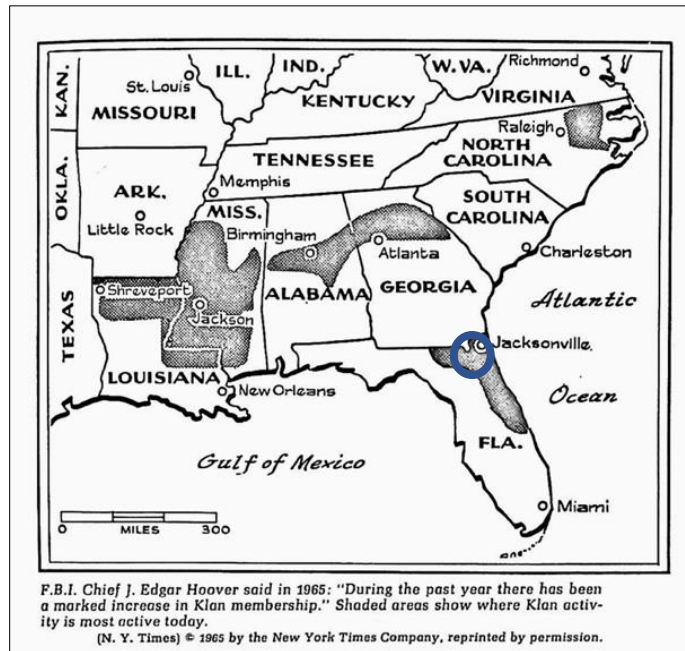 KAN.
ILL.
IND.
W. VA.
Richmond
St. Louis
MISSOURI
KENTUCKY
VIRGINIA
Raleigh
NORTH
CAROLINA
OKLA.
TENNESSEE
Memphis
ARK.
Little Rock
MISS.
Birmingham
Atlanta
SOUTH
CAROLINA
Charleston
Shreveport
Jackson
ALABAMA
GEORGIA
Atlantic
TEXAS
Jacksonville
LOUISIANA
New Orleans
Ocean
FLA.
Gulf of Mexico
Miami
0 MILES 300
F.B.I. Chief J. Edgar Hoover said in 1965: "During the past year there has been
a marked increase in Klan membership." Shaded areas show where Klan activ-
ity is most active today.
(N. Y. Times) © 1965 by the New York Times Company, reprinted by permission.